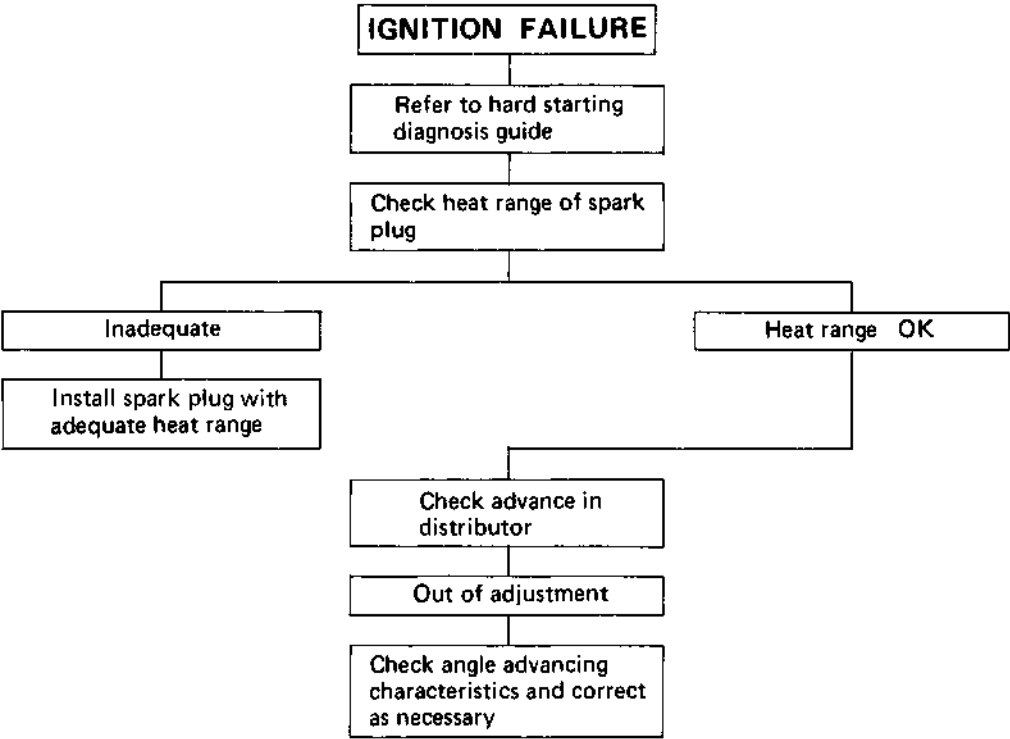 IGNITION FAILURE
Refer to hard starting
diagnosis guide
Check heat range of spark
plug
Inadequate
Heat range OK
Install spark plug with
adequate heat range
Check advance in
distributor
Out of adjustment
Check angle advancing
characteristics and correct
as necessary